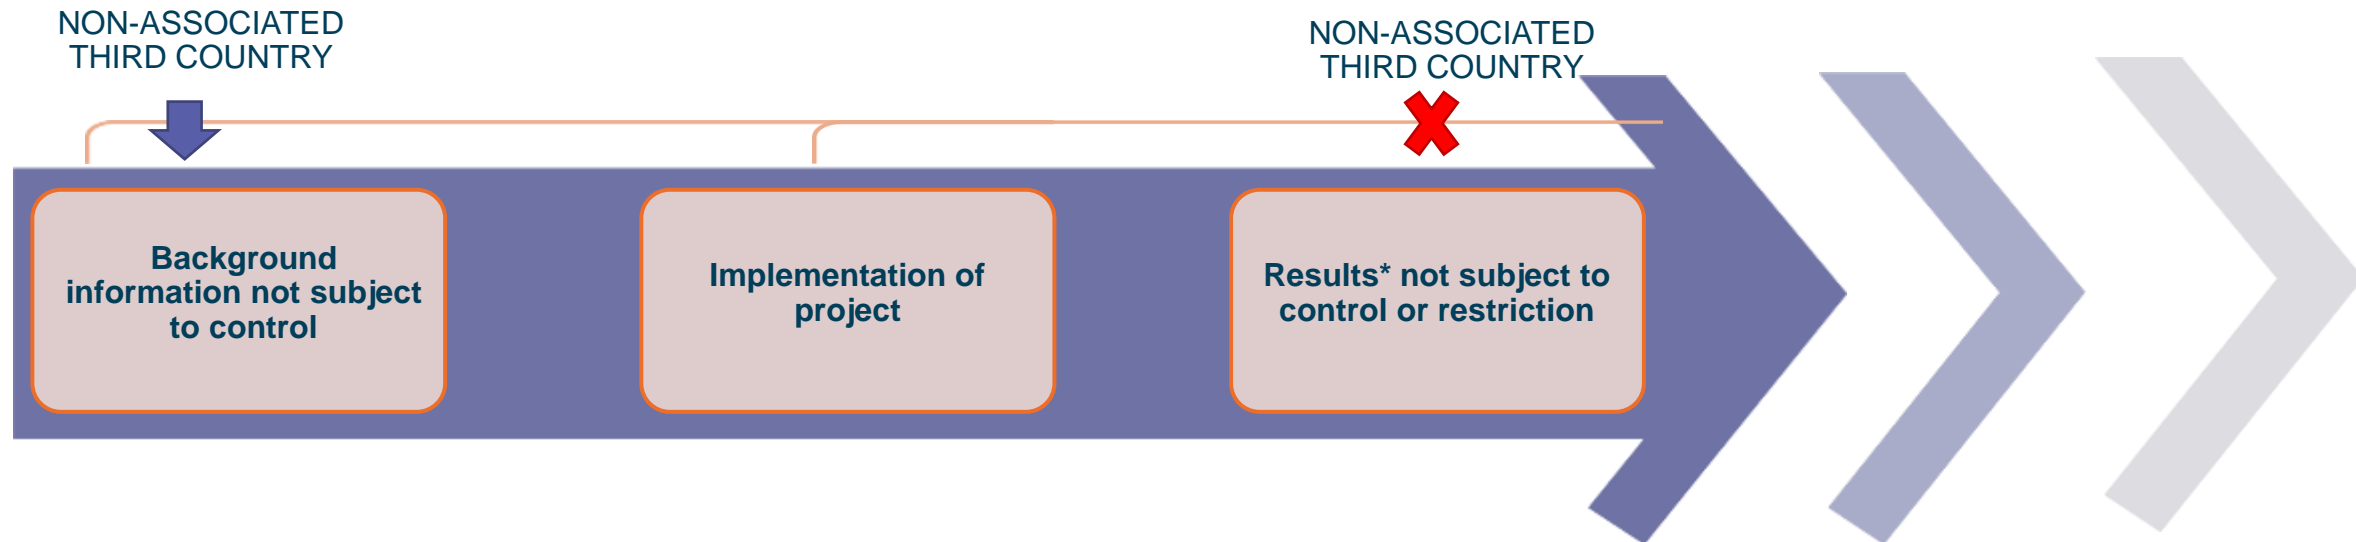 NON-ASSOCIATED
THIRD COUNTRY
NON-ASSOCIATED
THIRD COUNTRY
Background
information not subject
to control
Implementation of
project
Results* not subject to
control or restriction